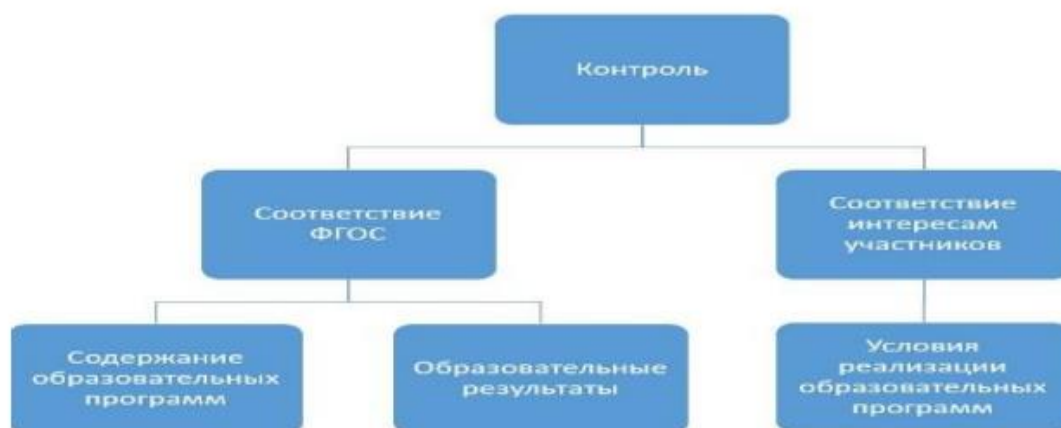 Контроль
Соответствие
ФГОС
Соответствие
интересам
участников
Содержание
образовательных
программ
Образовательные
результаты
Условия
реализации
образовательных
программ